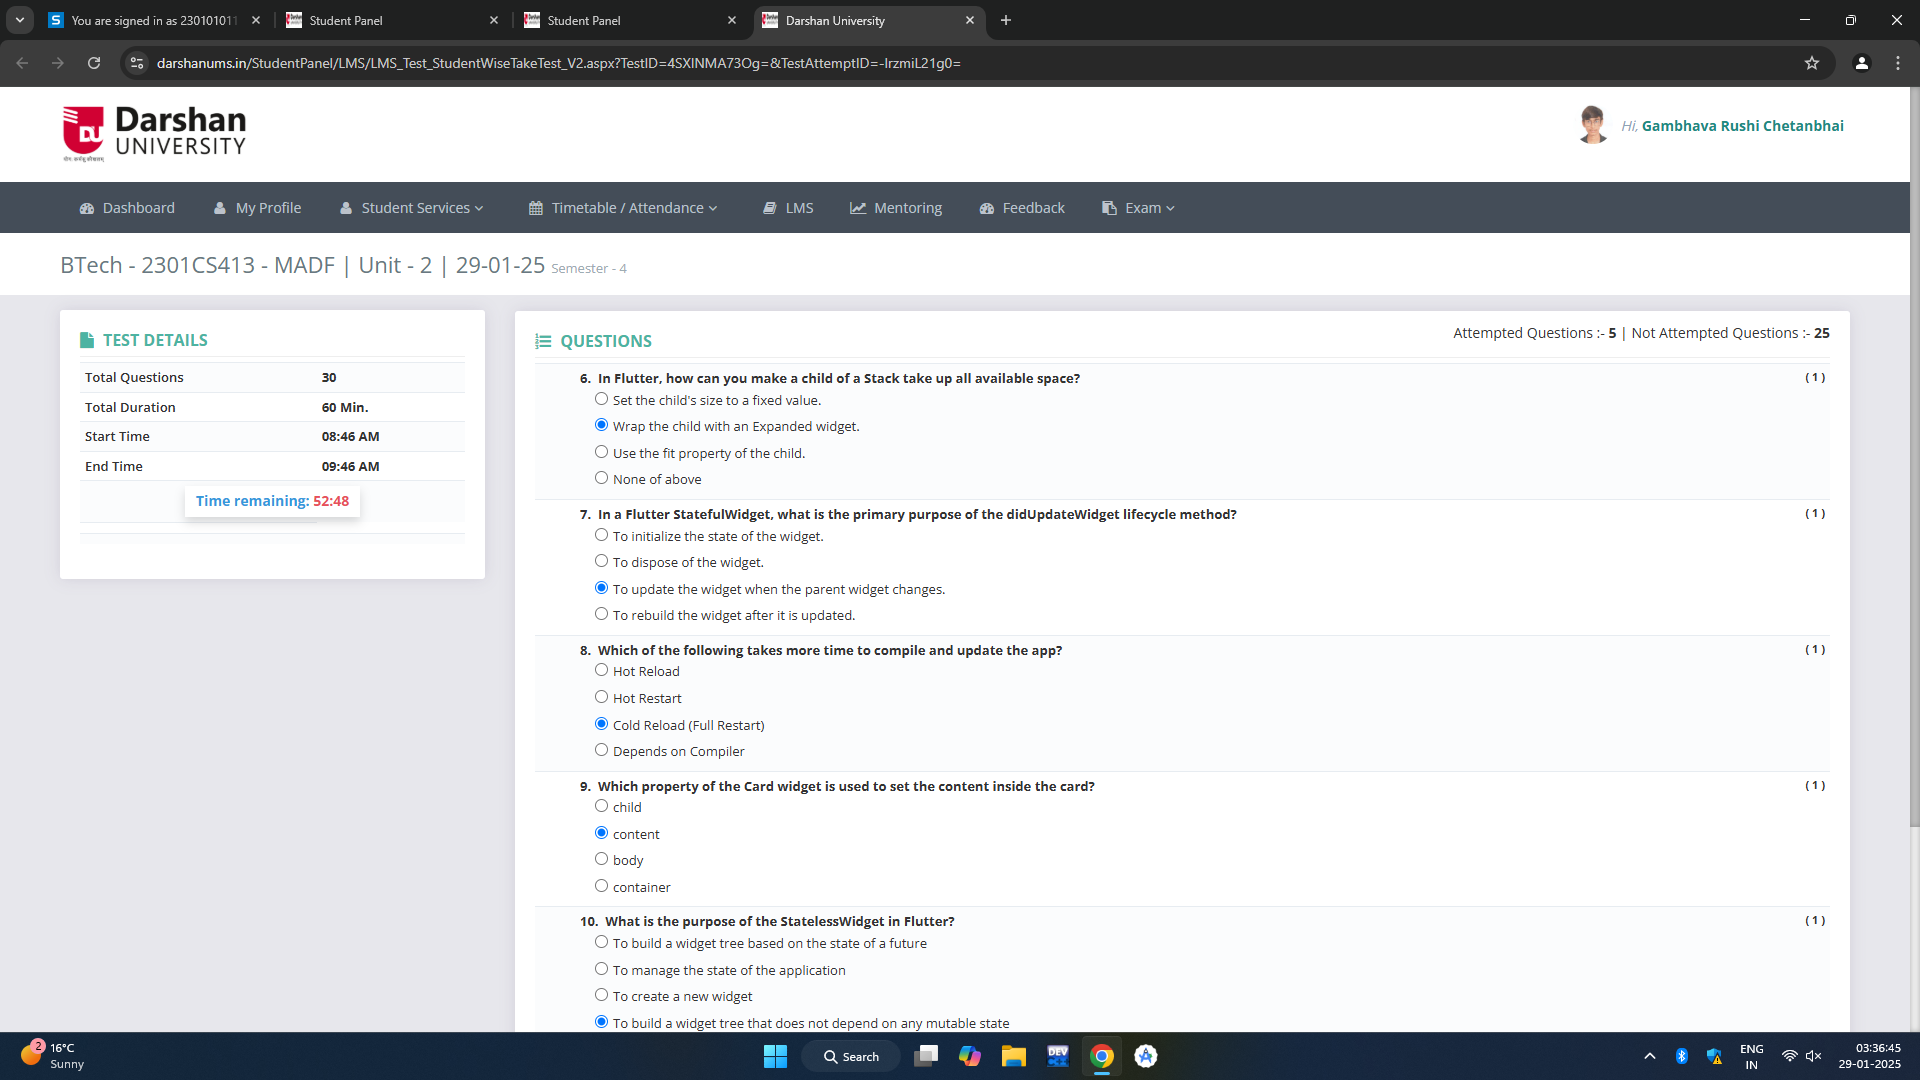 You are signed in as 230101011
Student Panel
Student Panel
Darshan University
darshanums.in/StudentPanel/LMS/LMS_Test_StudentWiseTakeTest_V2.aspx?TestID=4SXINMA73Og=&TestAttemptID=-IrzmiL21g0=
DU
Darshan
UNIVERSITY
Hi, Gambhava Rushi Chetanbhai
Dashboard
My Profile
Student Services
Timetable / Attendance
LMS
Mentoring
Feedback
Exam
BTech - 2301CS413 - MADF | Unit - 2 | 29-01-25 Semester - 4
TEST DETAILS
Total Questions 30
Total Duration 60 Min.
Start Time 08:46 AM
End Time 09:46 AM
Time remaining: 52:48
QUESTIONS
Attempted Questions :- 5 | Not Attempted Questions :- 25
6. In Flutter, how can you make a child of a Stack take up all available space? ( 1 )
Set the child's size to a fixed value.
Wrap the child with an Expanded widget.
Use the fit property of the child.
None of above
7. In a Flutter StatefulWidget, what is the primary purpose of the didUpdateWidget lifecycle method? ( 1 )
To initialize the state of the widget.
To dispose of the widget.
To update the widget when the parent widget changes.
To rebuild the widget after it is updated.
8. Which of the following takes more time to compile and update the app? ( 1 )
Hot Reload
Hot Restart
Cold Reload (Full Restart)
Depends on Compiler
9. Which property of the Card widget is used to set the content inside the card? ( 1 )
child
content
body
container
10. What is the purpose of the StatelessWidget in Flutter? ( 1 )
To build a widget tree based on the state of a future
To manage the state of the application
To create a new widget
To build a widget tree that does not depend on any mutable state
2
16°C
Sunny
Search
DEV
ENG
IN
03:36:45
29-01-2025